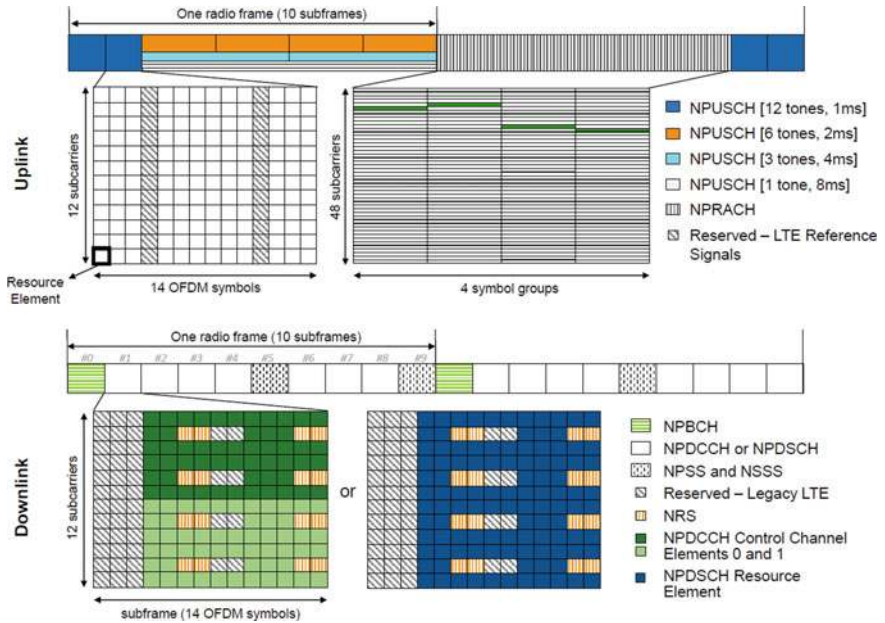 One radio frame (10 subframes)
Uplink
12 subcarriers
48 subcarriers
Resource
Element
14 OFDM symbols
4 symbol groups
NPUSCH [12 tones, 1ms]
NPUSCH [6 tones, 2ms]
NPUSCH [3 tones, 4ms]
NPUSCH [1 tone, 8ms]
NPRACH
Reserved – LTE Reference
Signals
One radio frame (10 subframes)
#0 #1 #2 #3 #4 #5 #6 #7 #8 #9
Downlink
12 subcarriers
or
subframe (14 OFDM symbols)
NPBCH
NPDCCH or NPDSCH
NPSS and NSSS
Reserved – Legacy LTE
NRS
NPDCCH Control Channel
Elements 0 and 1
NPDSCH Resource
Element